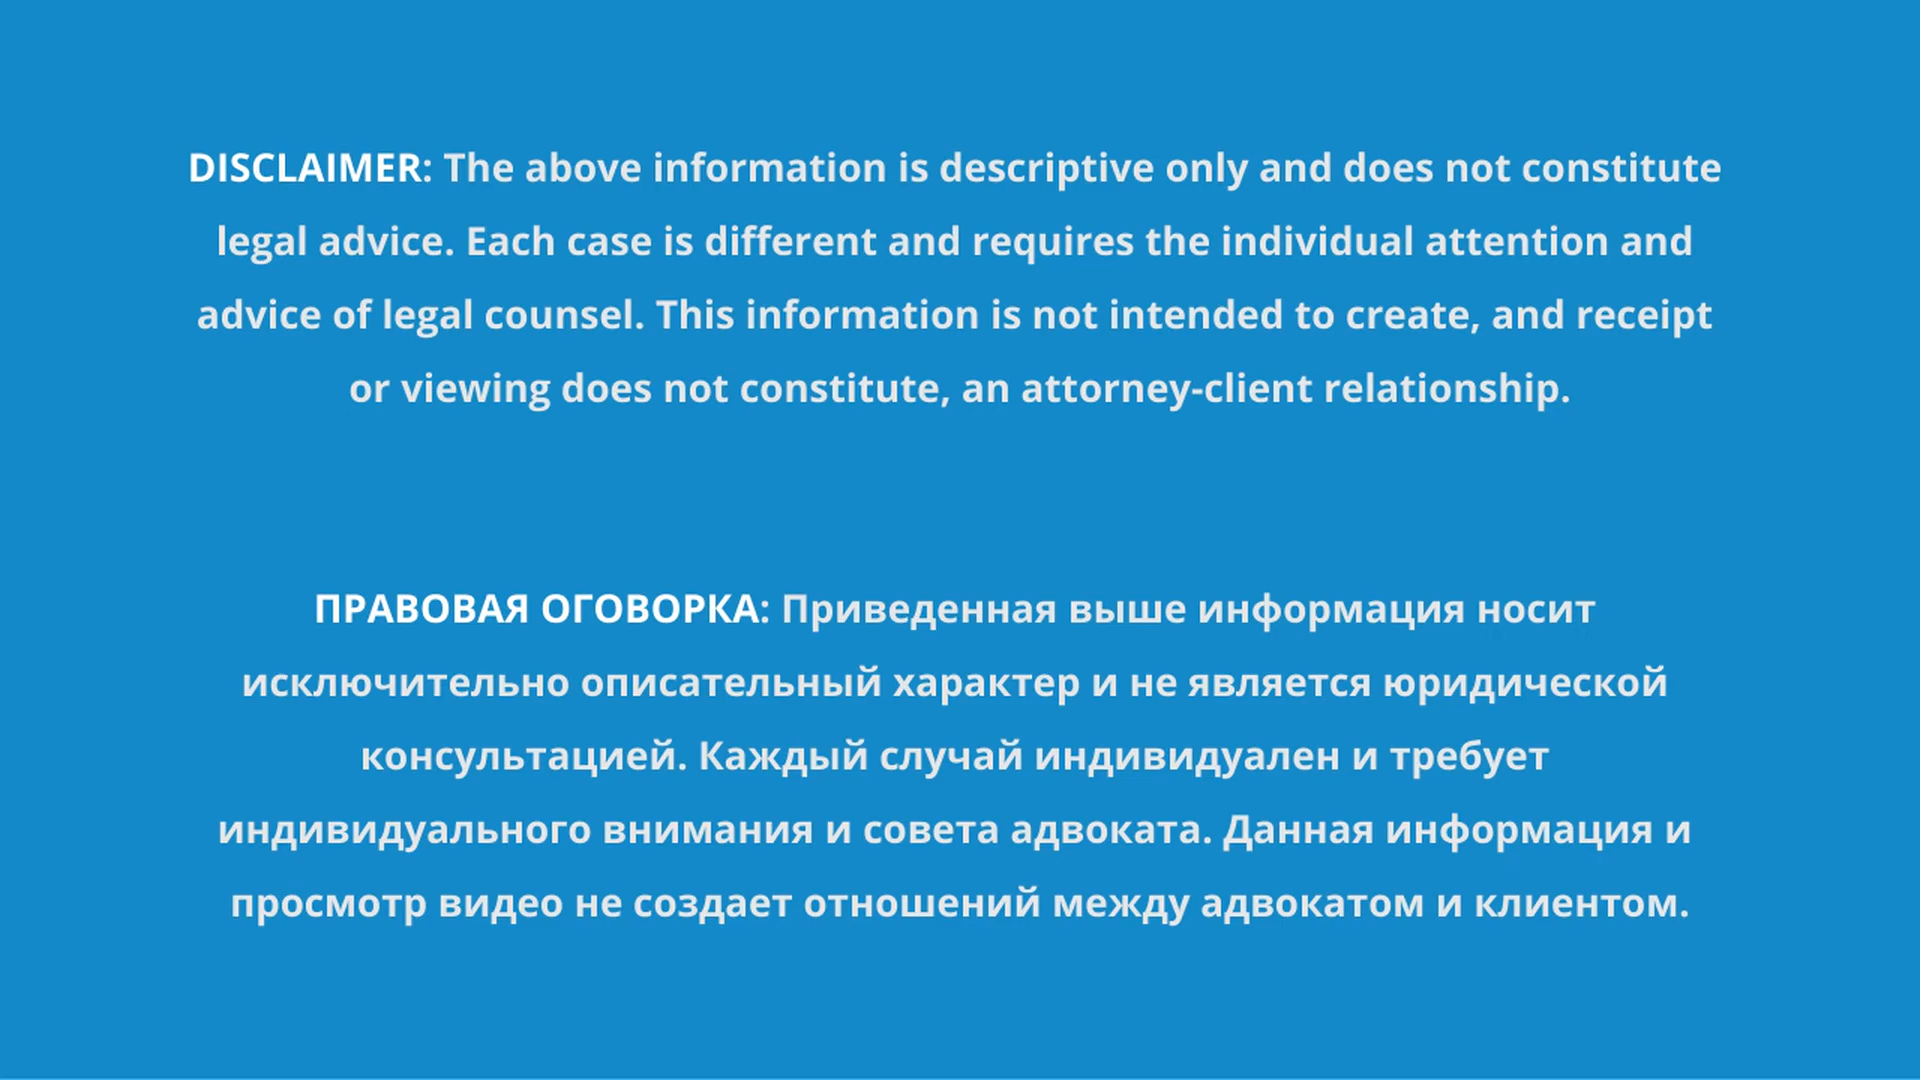 DISCLAIMER: The above information is descriptive only and does not constitute
legal advice. Each case is different and requires the individual attention and
advice of legal counsel. This information is not intended to create, and receipt
or viewing does not constitute, an attorney-client relationship.
ПРАВОВАЯ ОГОВОРКА: Приведенная выше информация носит
исключительно описательный характер и не является юридической
консультацией. Каждый случай индивидуален и требует
индивидуального внимания и совета адвоката. Данная информация и
просмотр видео не создает отношений между адвокатом и клиентом.